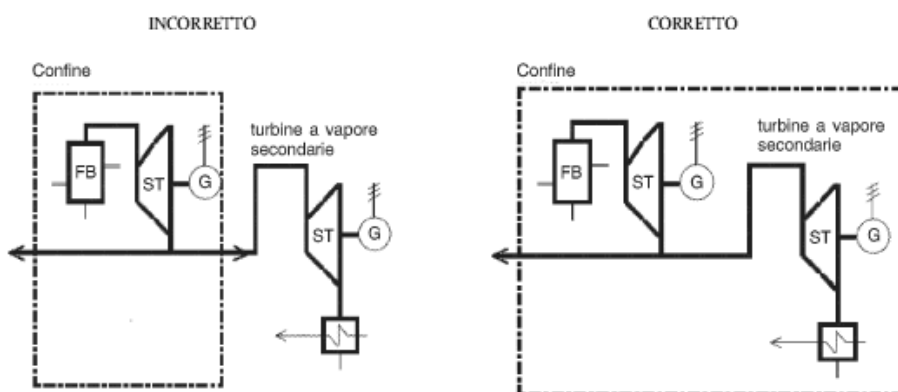 INCORRETTO
CORRETTO
Confine
Confine
turbine a vapore
secondarie
turbine a vapore
secondarie
FB
ST
G
FB
ST
G
ST
G
ST
G